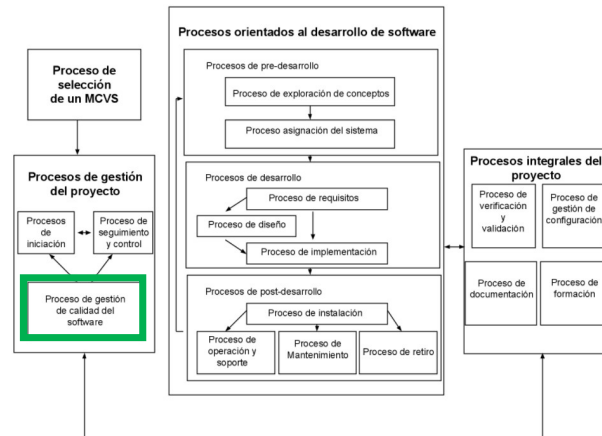 Proceso de
selección
de un MCVS
Procesos de gestión
del proyecto
Procesos
de
iniciación
Proceso de
seguimiento
y control
Proceso de gestión
de calidad del
software
Procesos orientados al desarrollo de software
Procesos de pre-desarrollo
Proceso de exploración de conceptos
Proceso asignación del sistema
Procesos de desarrollo
Proceso de requisitos
Proceso de diseño
Proceso de implementación
Procesos de post-desarrollo
Proceso de instalación
Proceso de
operación y
soporte
Proceso de
Mantenimiento
Proceso de retiro
Procesos integrales del
proyecto
Proceso de
verificación
y
validación
Proceso de
gestión de
configuración
Proceso de
documentación
Proceso de
formación